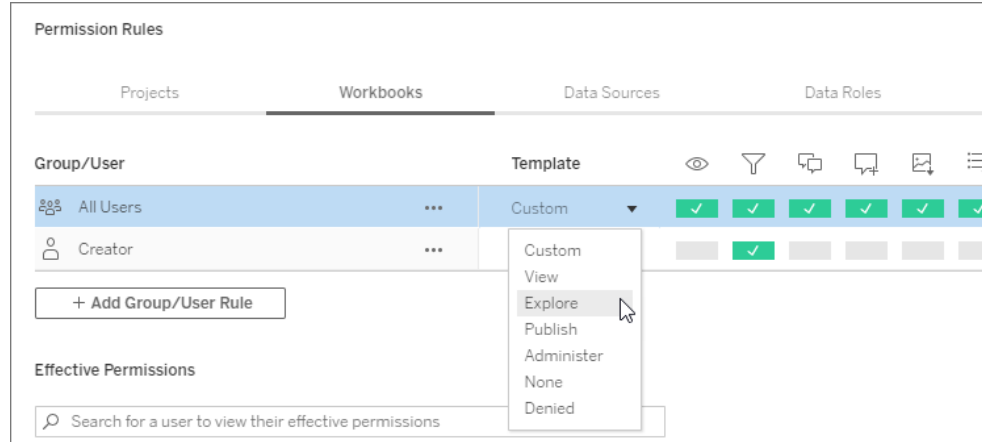 Permission Rules
Projects Workbooks Data Sources Data Roles
Group/User Template
All Users ••• Custom
Creator •••
Custom
View
Explore
Publish
Administer
None
Denied
+ Add Group/User Rule
Effective Permissions
Search for a user to view their effective permissions